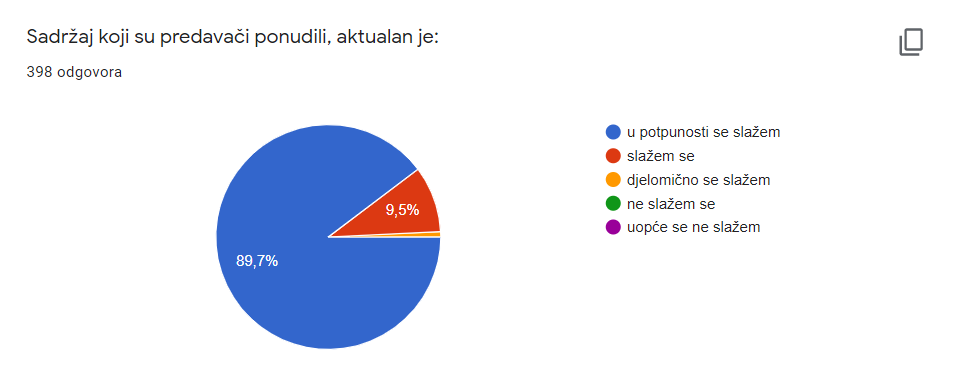 Sadržaj koji su predavači ponudili, aktualan je:
398 odgovora
u potpunosti se slažem
slažem se
djelomično se slažem
ne slažem se
uopće se ne slažem
9,5%
89,7%